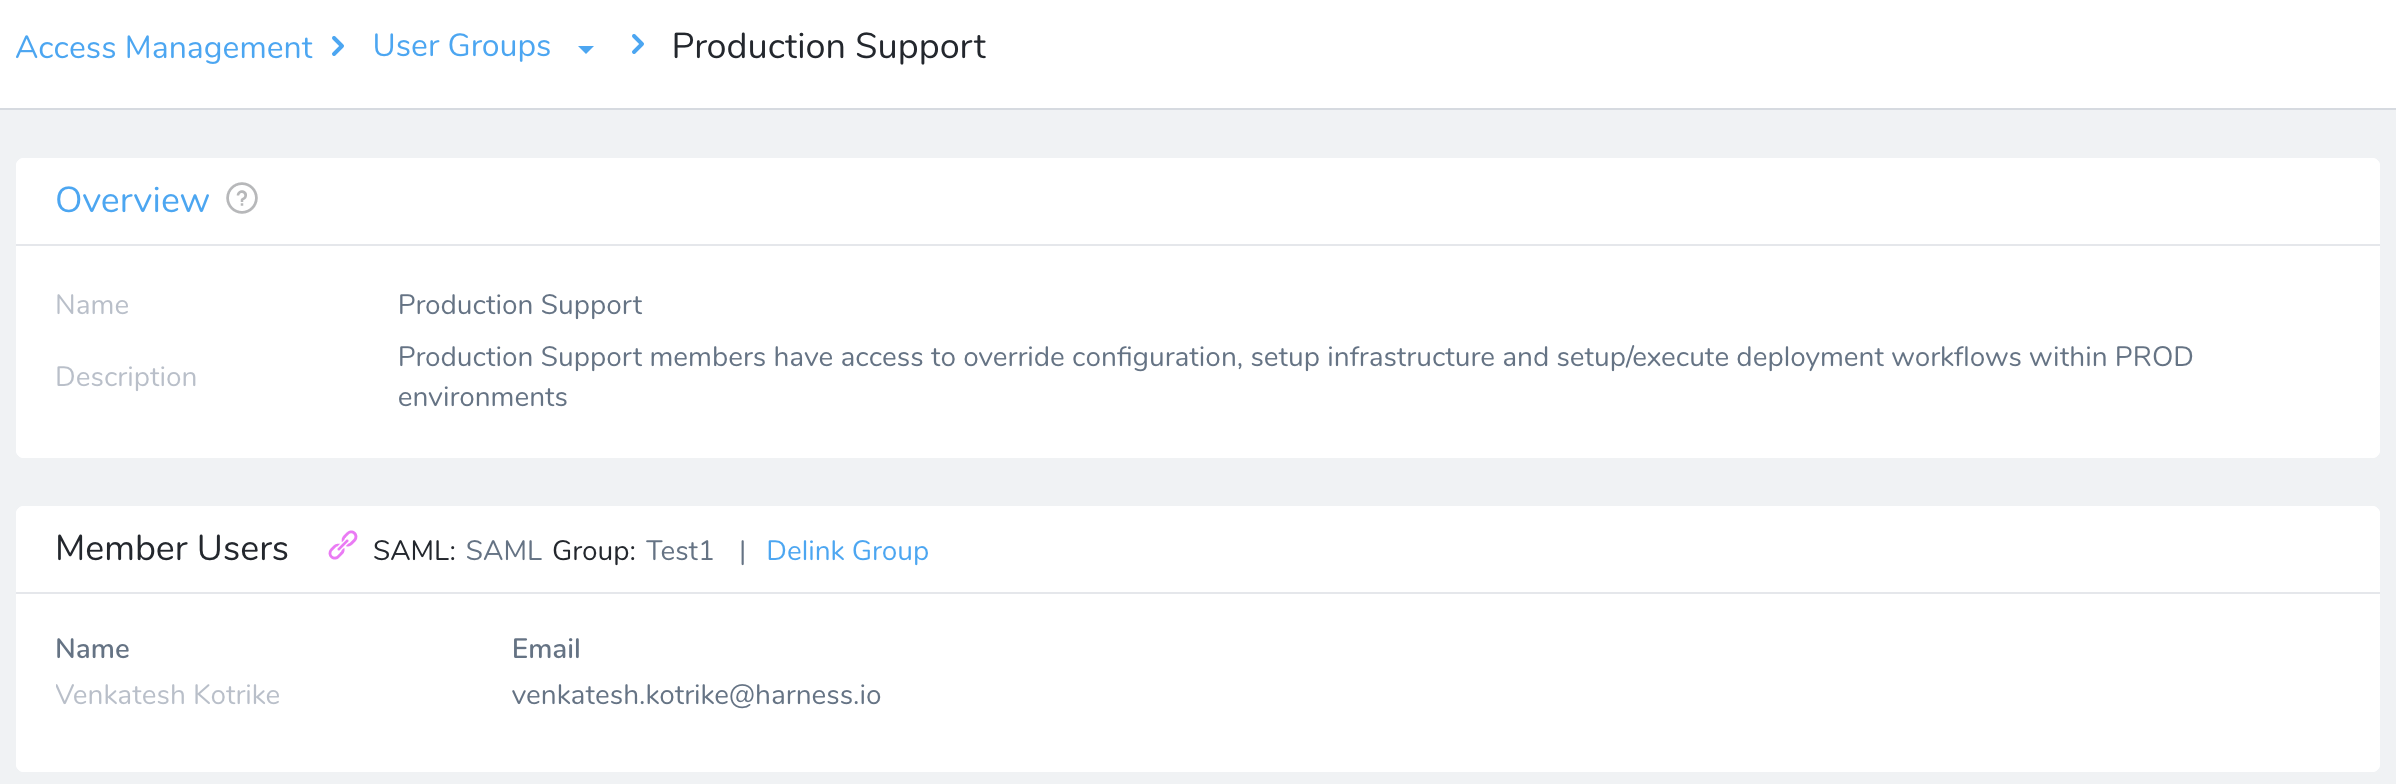 Access Management > User Groups > Production Support
Overview ?
Name Production Support
Description Production Support members have access to override configuration, setup infrastructure and setup/execute deployment workflows within PROD
environments
Member Users SAML: SAML Group: Test1 | Delink Group
Name Email
Venkatesh Kotrike venkatesh.kotrike@harness.io